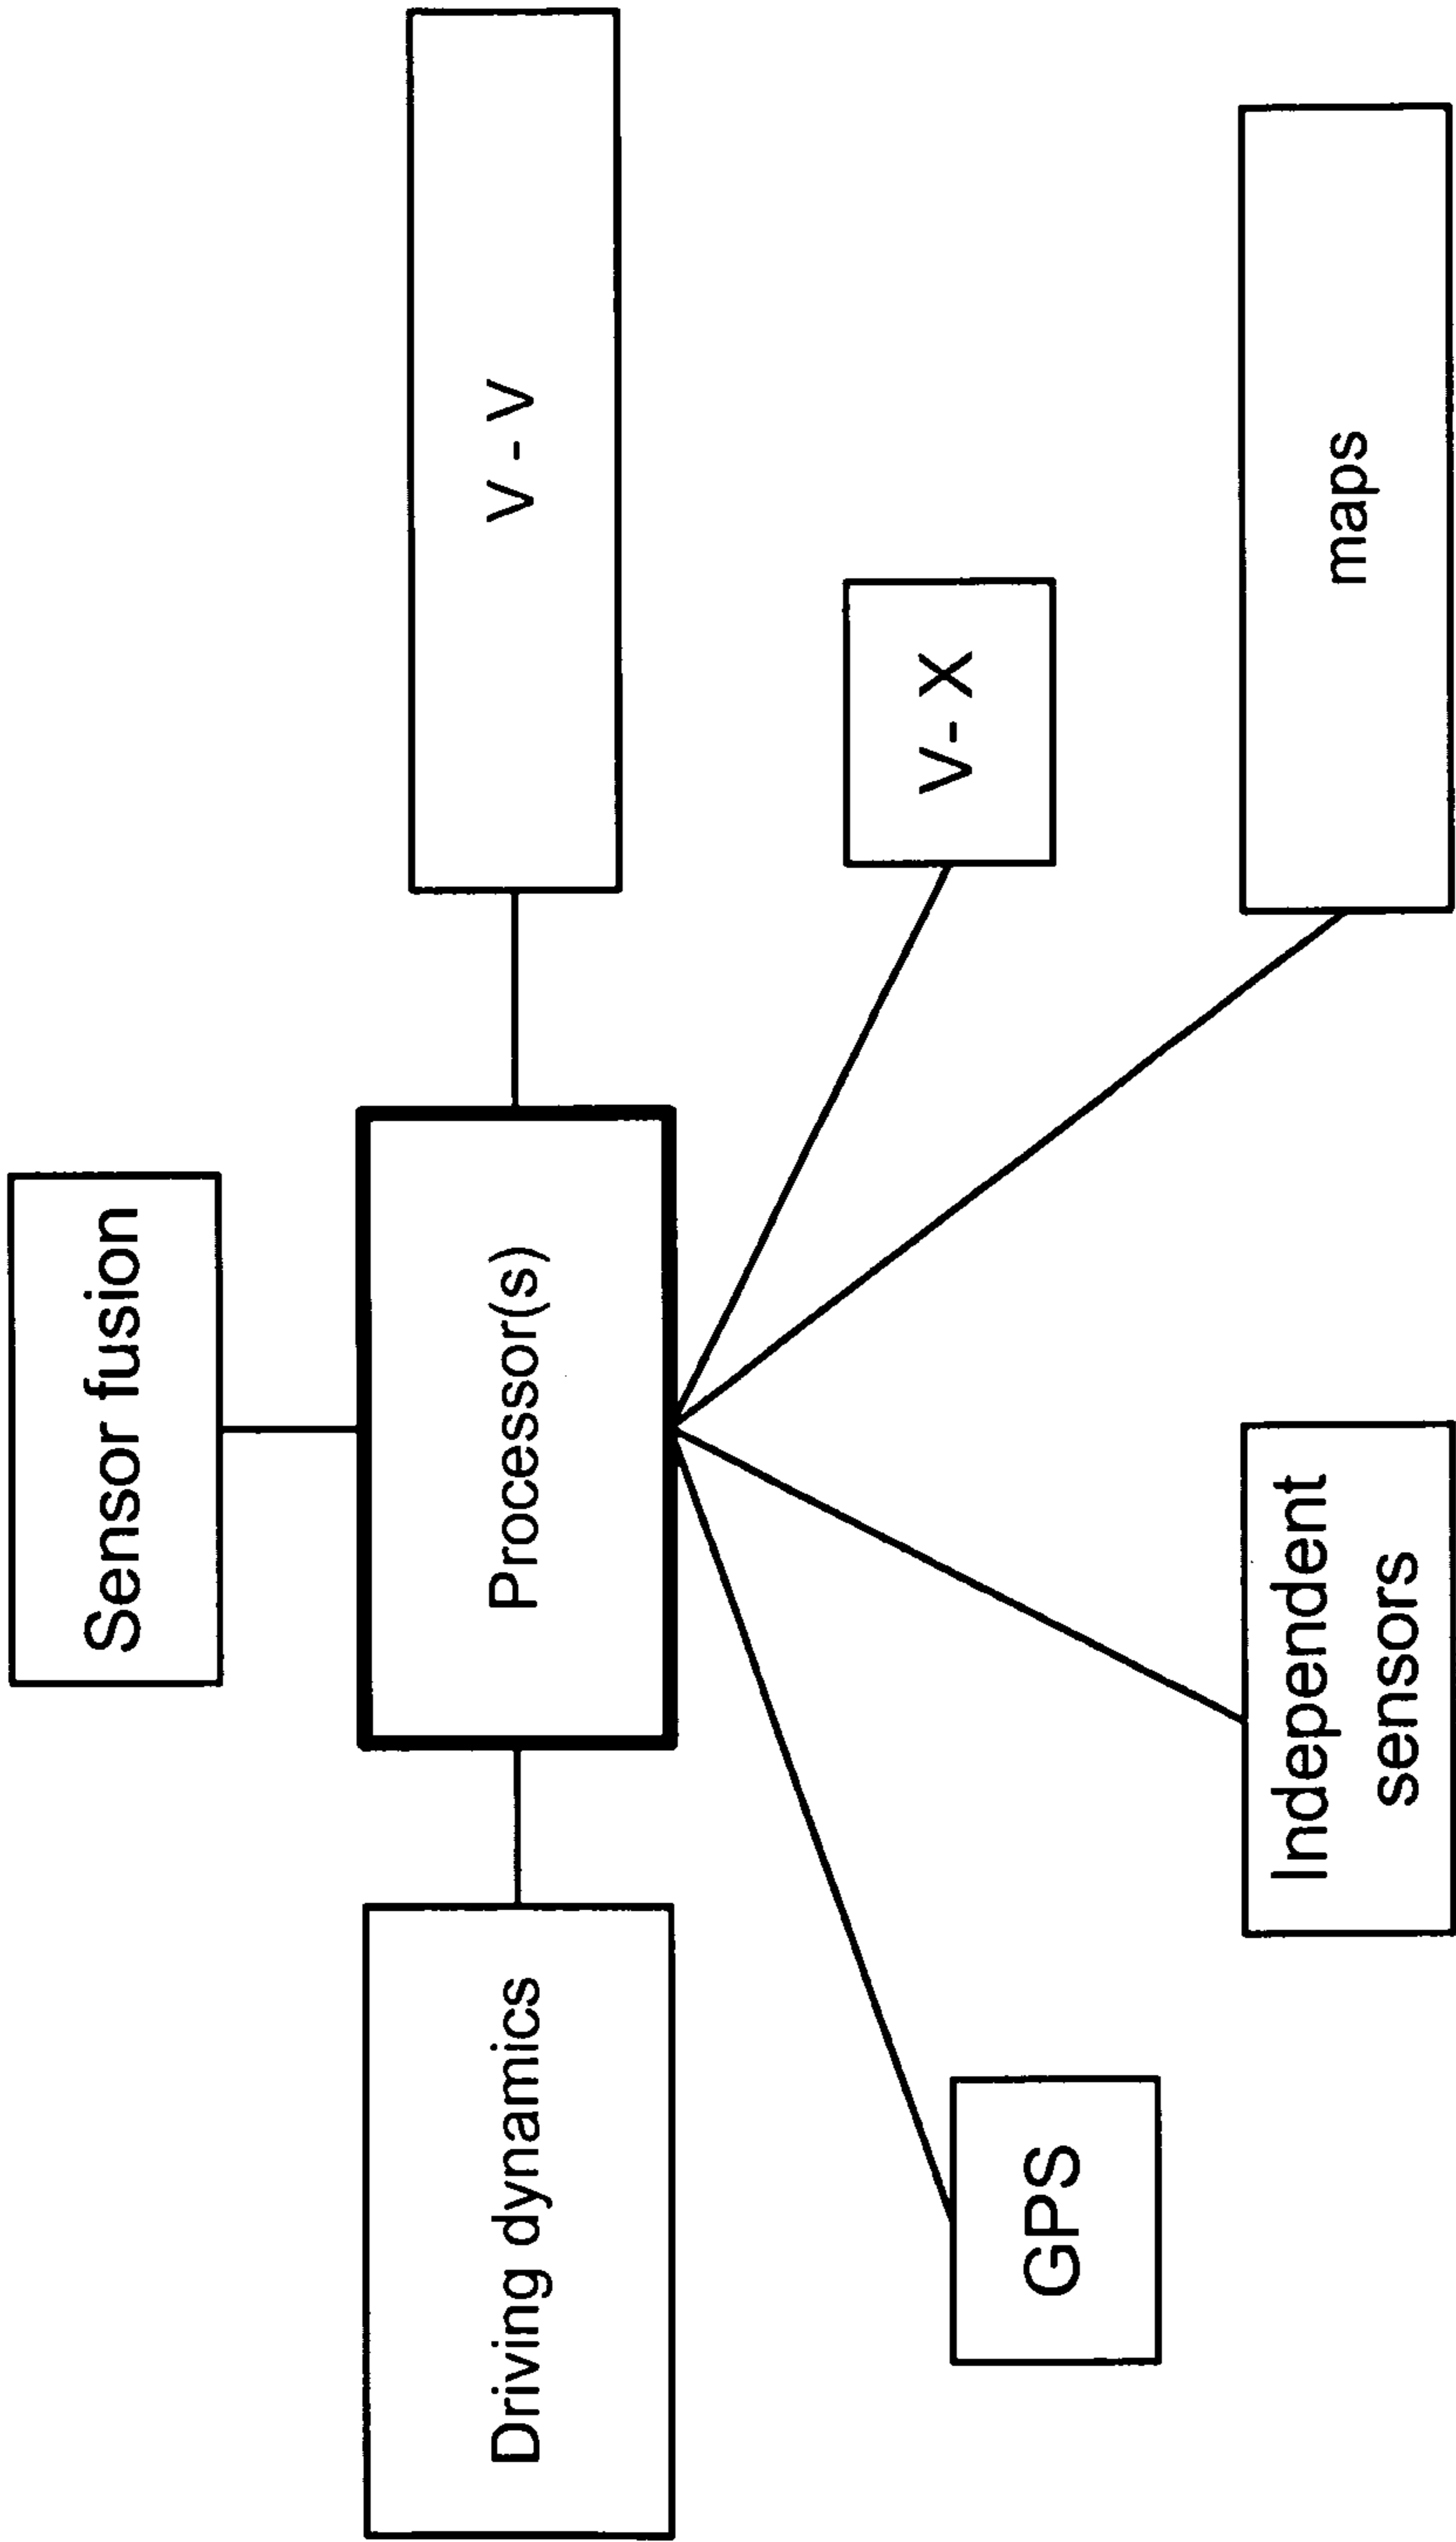 Sensor fusion
Driving dynamics
Processor(s)
V - V
V- X
GPS
Independent
sensors
maps